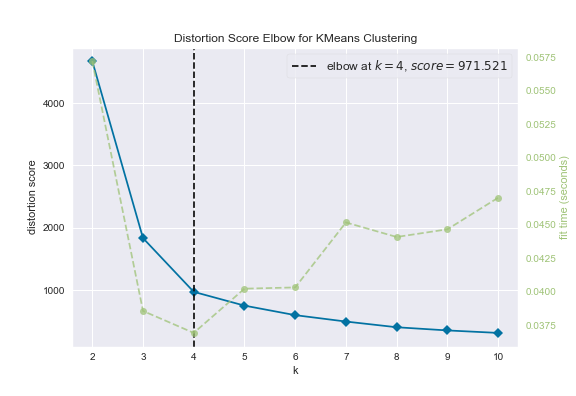 Distortion Score Elbow for KMeans Clustering
elbow at k = 4, score = 971.521
distortion score
4000
3000
2000
1000
0.0575
0.0550
0.0525
0.0500
0.0475
0.0450
0.0425
0.0400
0.0375
fit time (seconds)
2 3 4 5 6 7 8 9 10
k